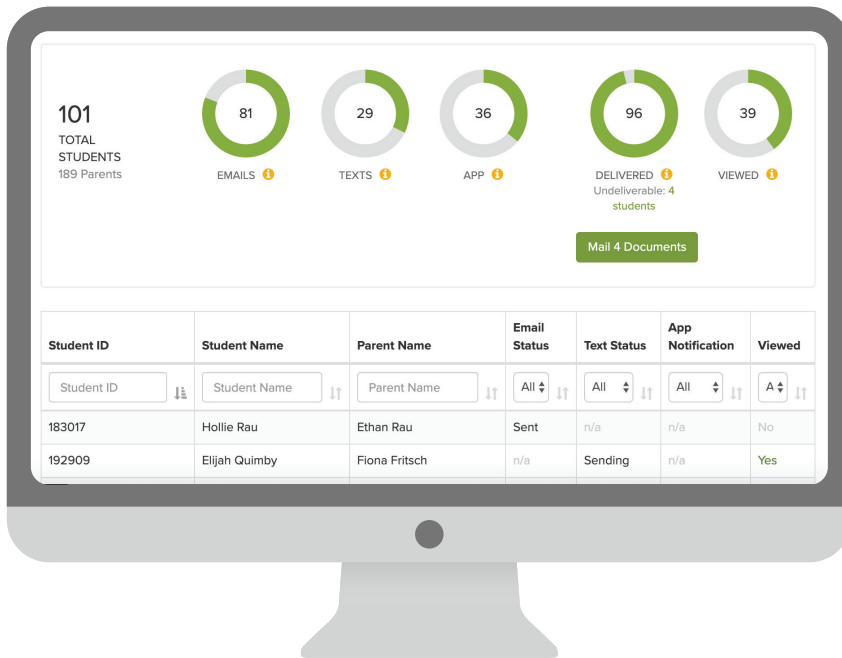 101
TOTAL
STUDENTS
189 Parents
81
EMAILS
29
TEXTS
36
APP
96
DELIVERED
Undeliverable: 4
students
39
VIEWED
Mail 4 Documents
Student ID
Student Name
Parent Name
Email
Status
Text Status
App
Notification
Viewed
Student ID
Student Name
Parent Name
All
All
All
A
183017
Hollie Rau
Ethan Rau
Sent
n/a
n/a
No
192909
Elijah Quimby
Fiona Fritsch
n/a
Sending
n/a
Yes